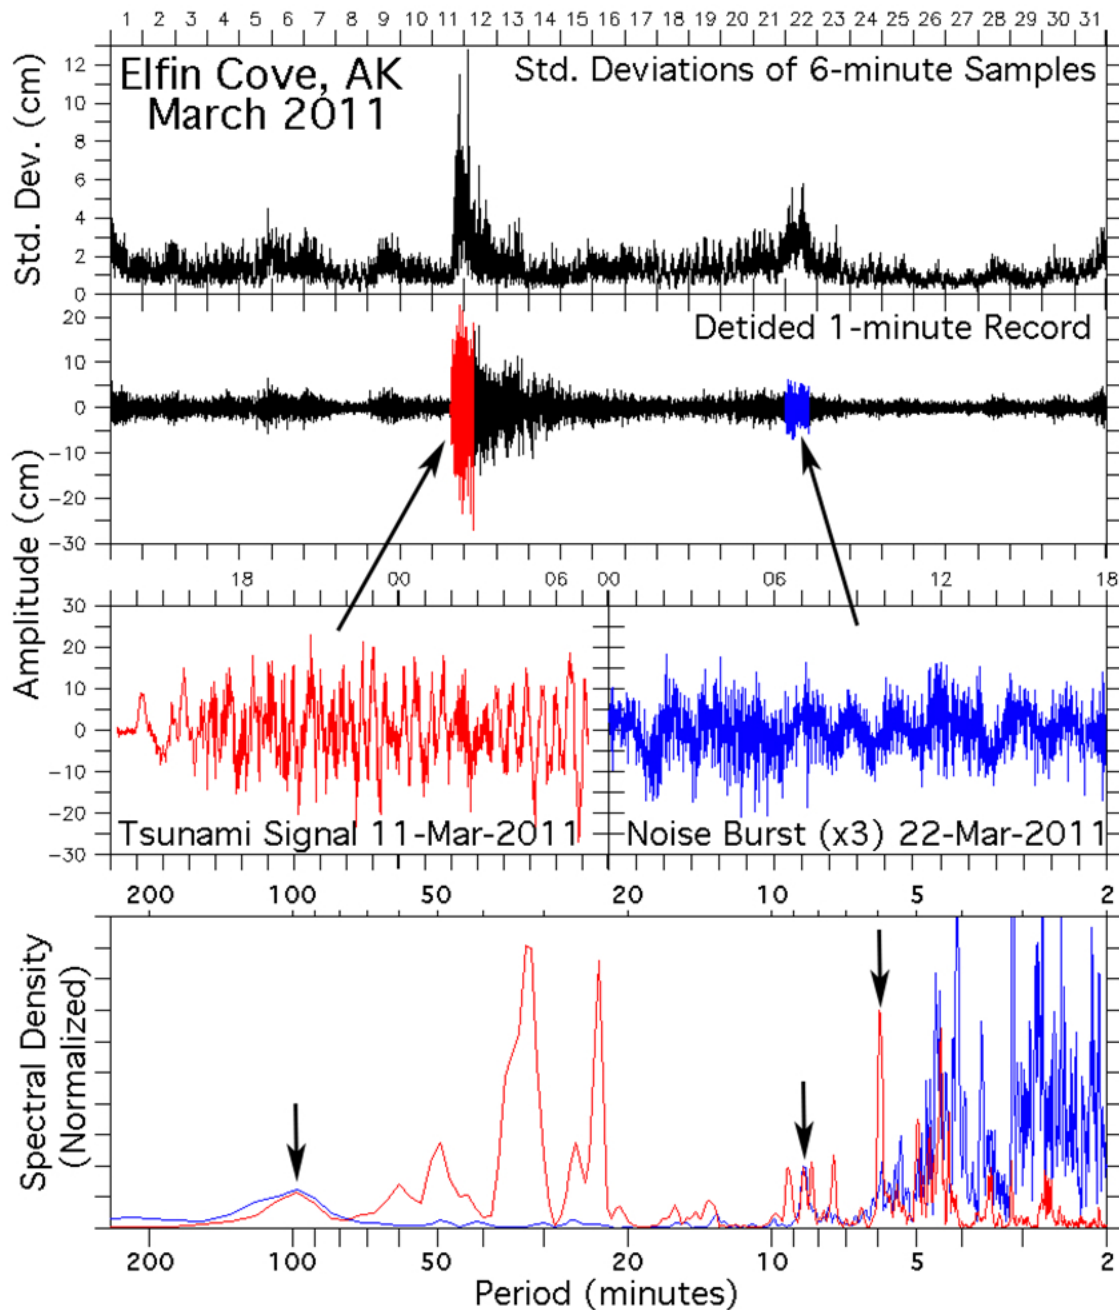 1 2 3 4 5 6 7 8 9 10 11 12 13 14 15 16 17 18 19 20 21 22 23 24 25 26 27 28 29 30 31
Elfin Cove, AK
March 2011
Std. Deviations of 6-minute Samples
Std. Dev. (cm)
12
10
8
6
4
2
0
Detided 1-minute Record
20
10
0
-10
-20
-30
Amplitude (cm)
18 00 06 00 06 12 18
30
20
10
0
-10
-20
-30
Tsunami Signal 11-Mar-2011
Noise Burst (x3) 22-Mar-2011
200 100 50 20 10 5 2
Spectral Density
(Normalized)
200 100 50 20 10 5 2
Period (minutes)